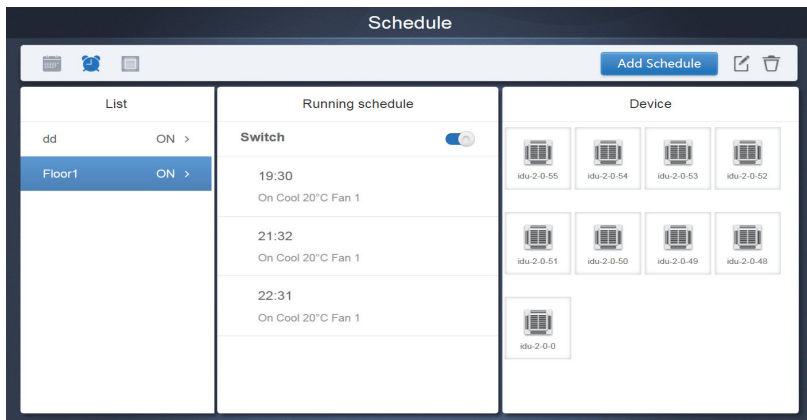 Schedule
Add Schedule
List
Running schedule
Device
dd ON >
Floor1 ON >
Switch
19:30
On Cool 20°C Fan 1
21:32
On Cool 20°C Fan 1
22:31
On Cool 20°C Fan 1
idu-2-0-55 idu-2-0-54 idu-2-0-53 idu-2-0-52
idu-2-0-51 idu-2-0-50 idu-2-0-49 idu-2-0-48
idu-2-0-0